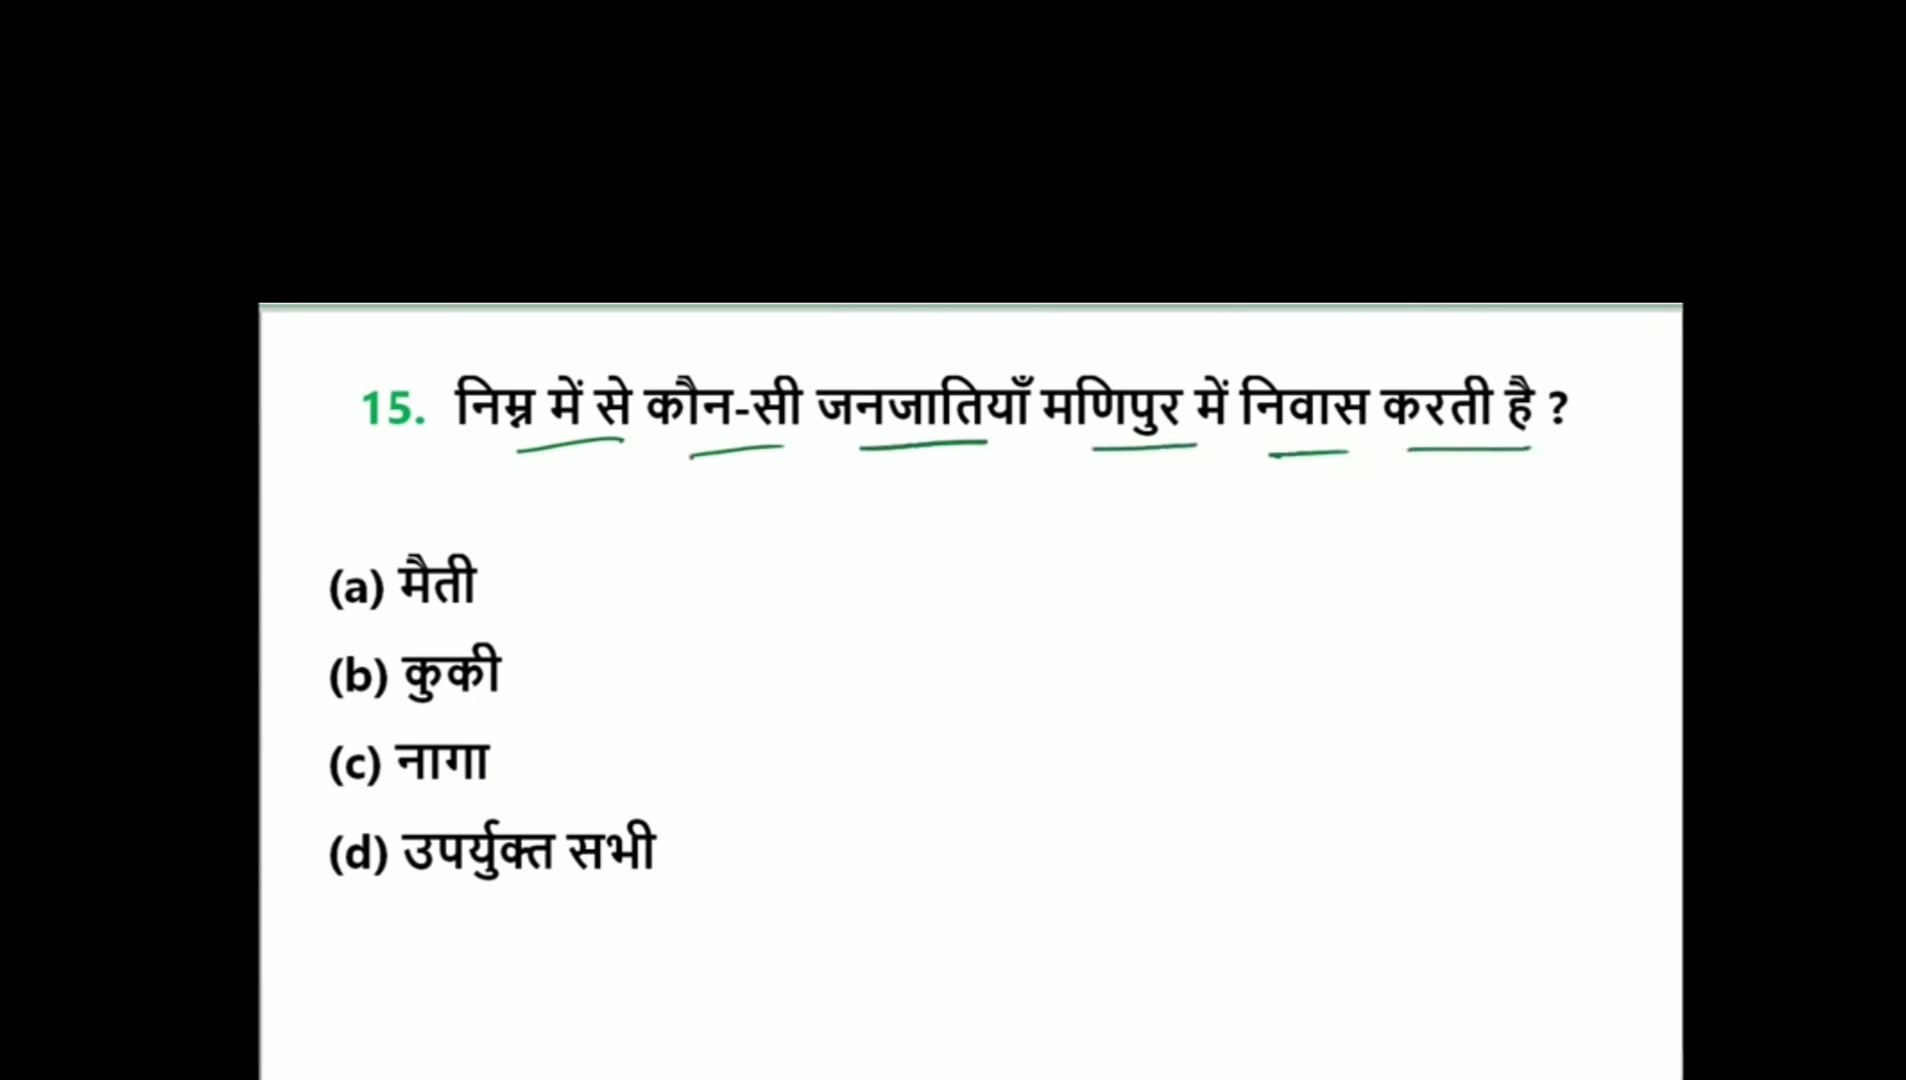 15. निम्न में से कौन-सी जनजातियाँ मणिपुर में निवास करती है ?
(a) मैती
(b) कुकी
(c) नागा
(d) उपर्युक्त सभी